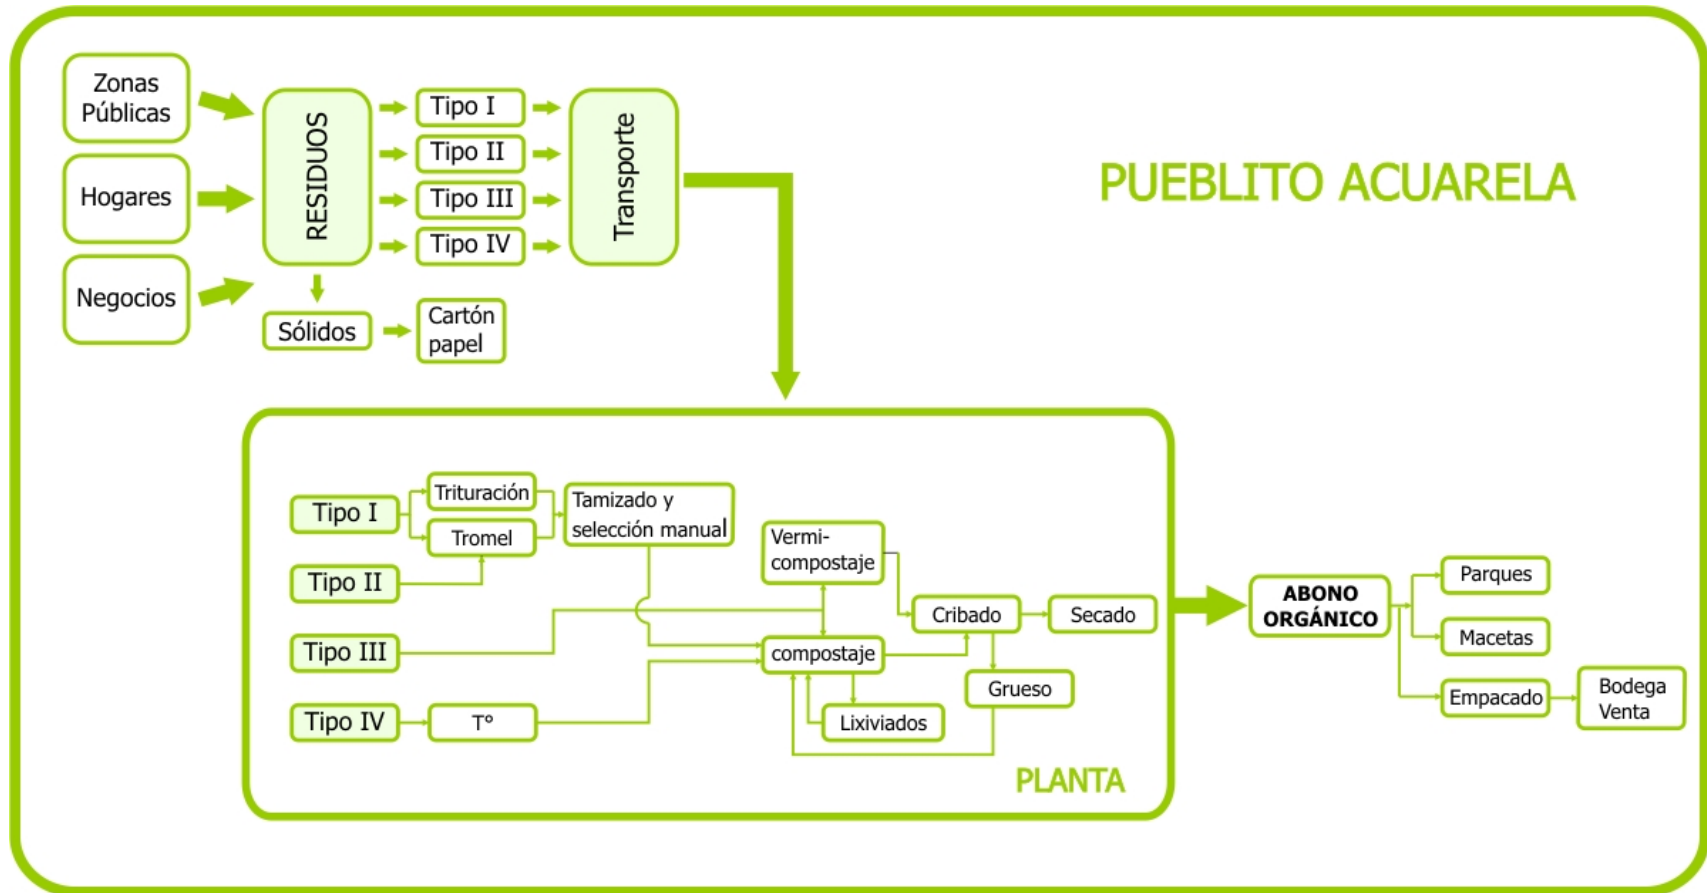 Zonas
Públicas
Hogares
Negocios
RESIDUOS
Tipo I
Tipo II
Tipo III
Tipo IV
Transporte
Sólidos
Cartón
papel
PUEBLITO ACUARELA
Tipo I
Tipo II
Tipo III
Tipo IV
Trituración
Tromel
T°
Tamizado y
selección manual
Vermi-
compostaje
compostaje
Lixiviados
Cribado
Grueso
Secado
PLANTA
ABONO
ORGÁNICO
Parques
Macetas
Empacado
Bodega
Venta